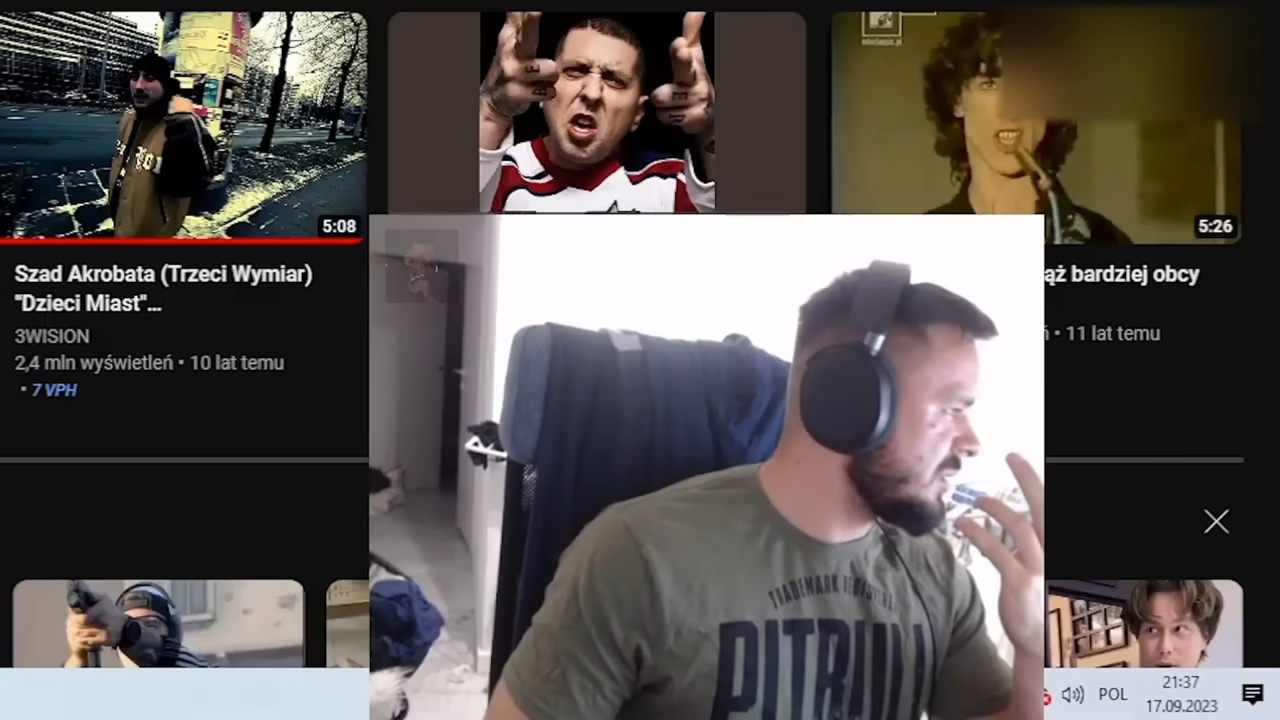 5:08
5:26
Szad Akrobata (Trzeci Wymiar)
"Dzieci Miast"...
3WISION
2,4 mln wyświetleń • 10 lat temu
• 7 VPH
bardziej obcy
• 11 lat temu
TRADEMARK
PITBULL
POL
21:37
17.09.2023